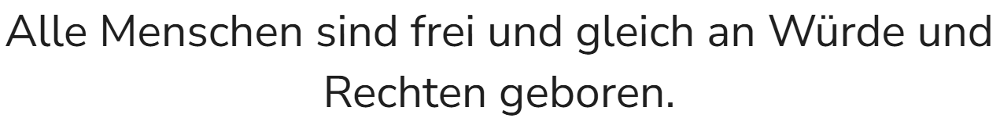 Alle Menschen sind frei und gleich an Würde und
Rechten geboren.